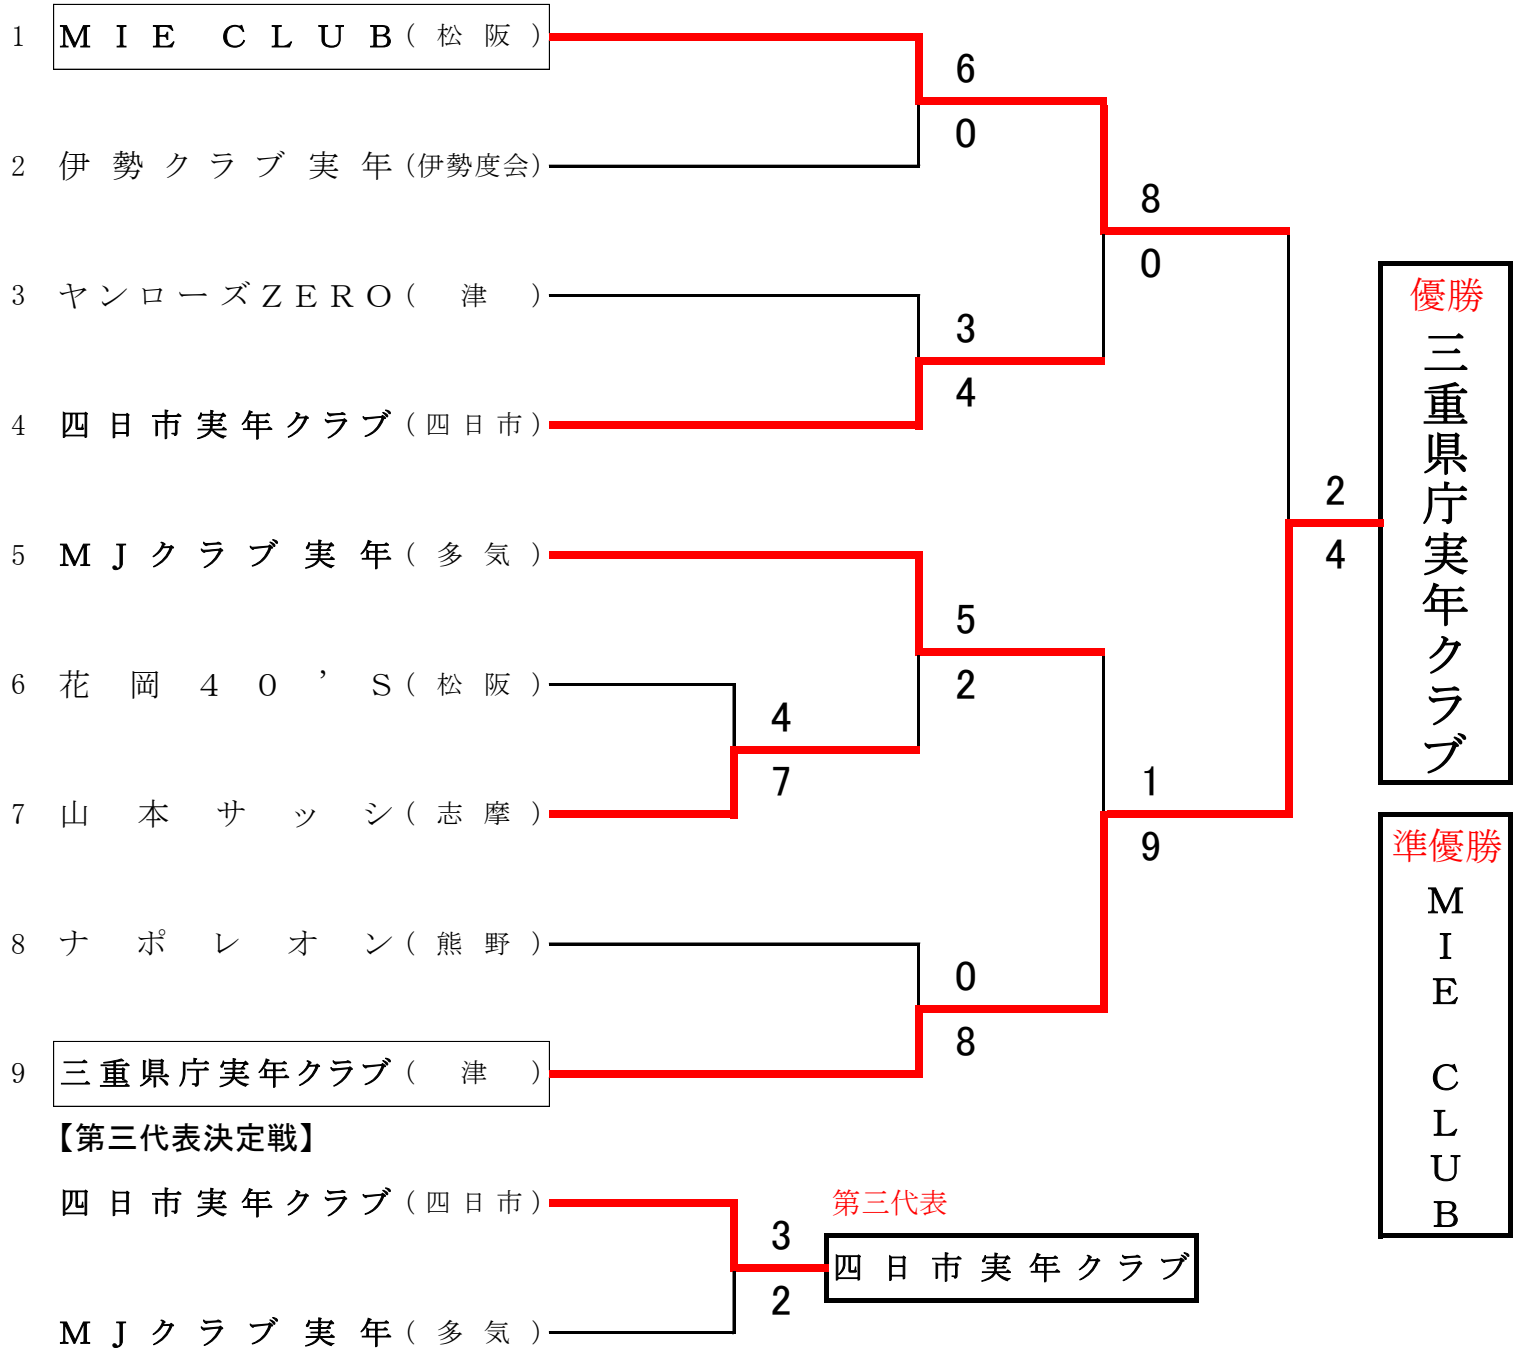 1 ＭＩＥ ＣＬＵＢ(松阪)
6
0
2 伊勢クラブ実年(伊勢度会)
8
0
3 ヤンローズＺＥＲＯ(津)
3
4
4 四日市実年クラブ(四日市)
2
4
5 ＭＪクラブ実年(多気)
5
2
6 花岡４０’Ｓ(松阪)
4
7
7 山本サッシ(志摩)
1
9
8 ナポレオン(熊野)
0
8
9 三重県庁実年クラブ(津)
優勝
三重県庁実年クラブ
準優勝
ＭＩＥ ＣＬＵＢ
【第三代表決定戦】
四日市実年クラブ(四日市)
3
2
ＭＪクラブ実年(多気)
第三代表
四日市実年クラブ